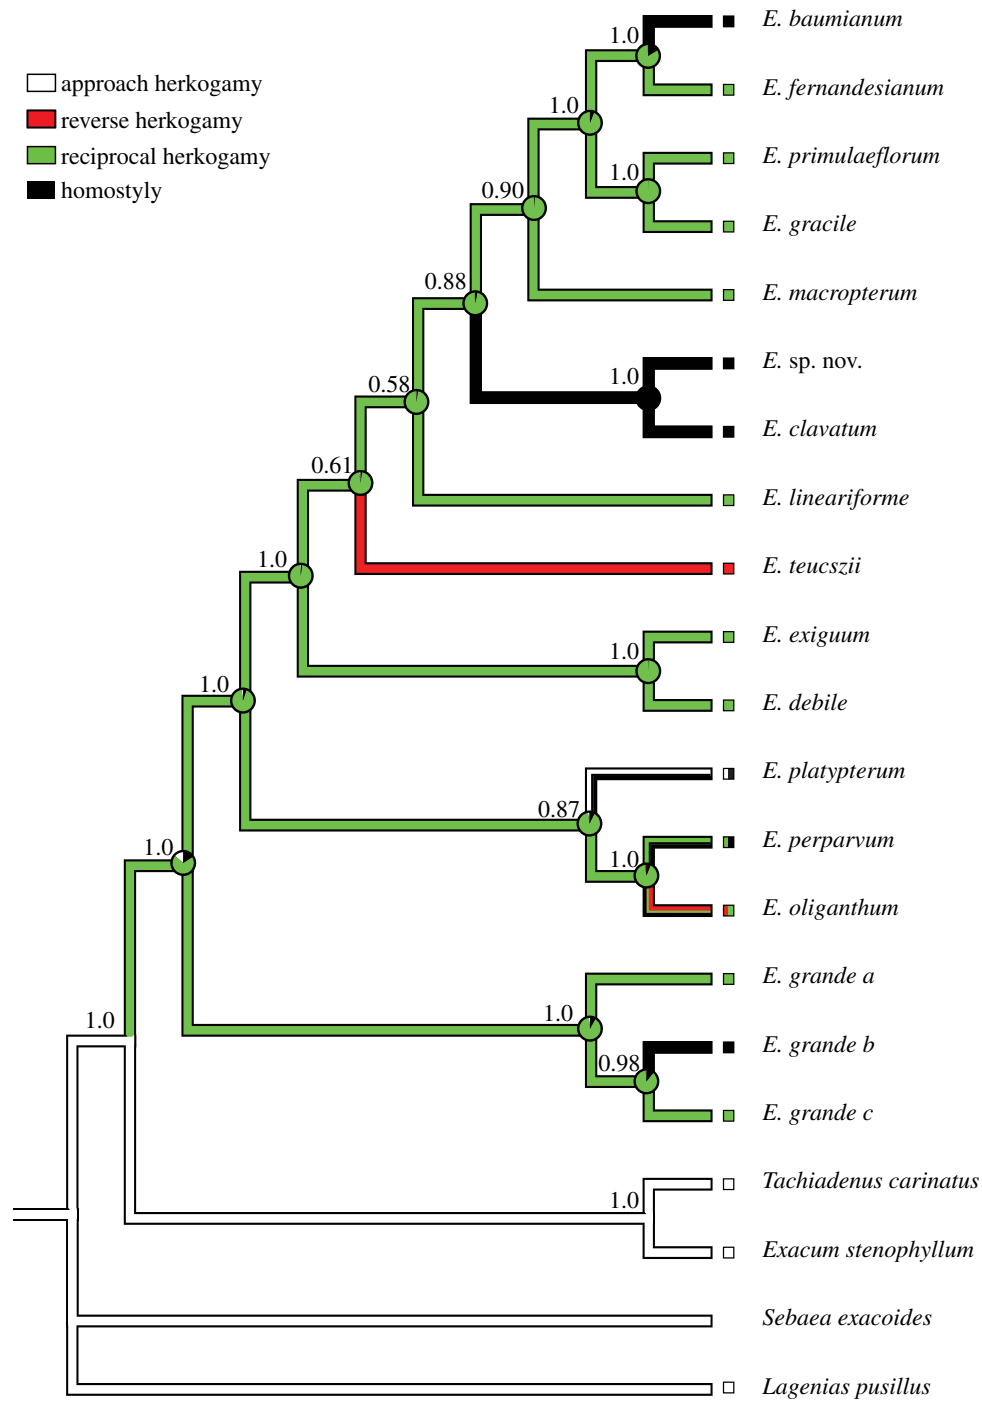 1.0
E. baumianum
approach herkogamy
E. fernandesianum
1.0
reverse herkogamy
reciprocal herkogamy
E. primulaeflorum
1.0
homostyly
0.90
E. gracile
0.88
E. macropterum
E. sp. nov.
1.0
0.58
E. clavatum
0.61
E. lineariforme
1.0
E. teucszii
E. exiguum
1.0
1.0
E. debile
E. platypterum
0.87
1.0
E. perparvum
1.0
E. oliganthum
E. grande a
1.0
1.0
E. grande b
0.98
E. grande c
Tachiadenus carinatus
1.0
Exacum stenophyllum
Sebaea exacoides
Lagenias pusillus